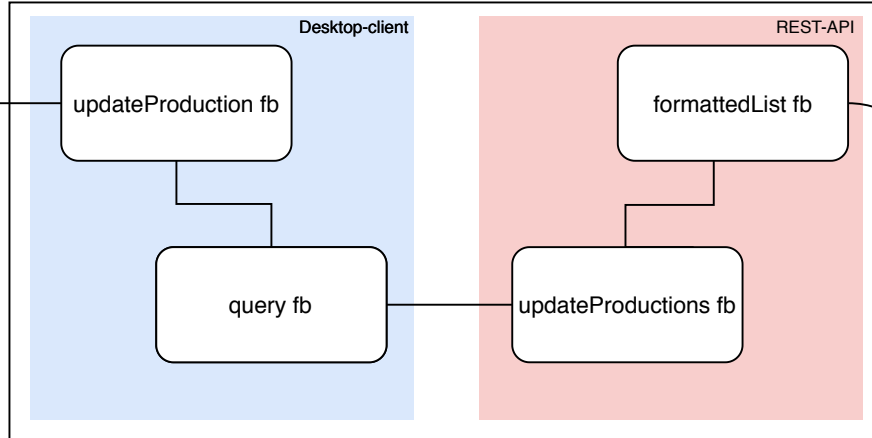 Desktop-client
REST-API
updateProduction fb
formattedList fb
query fb
updateProductions fb